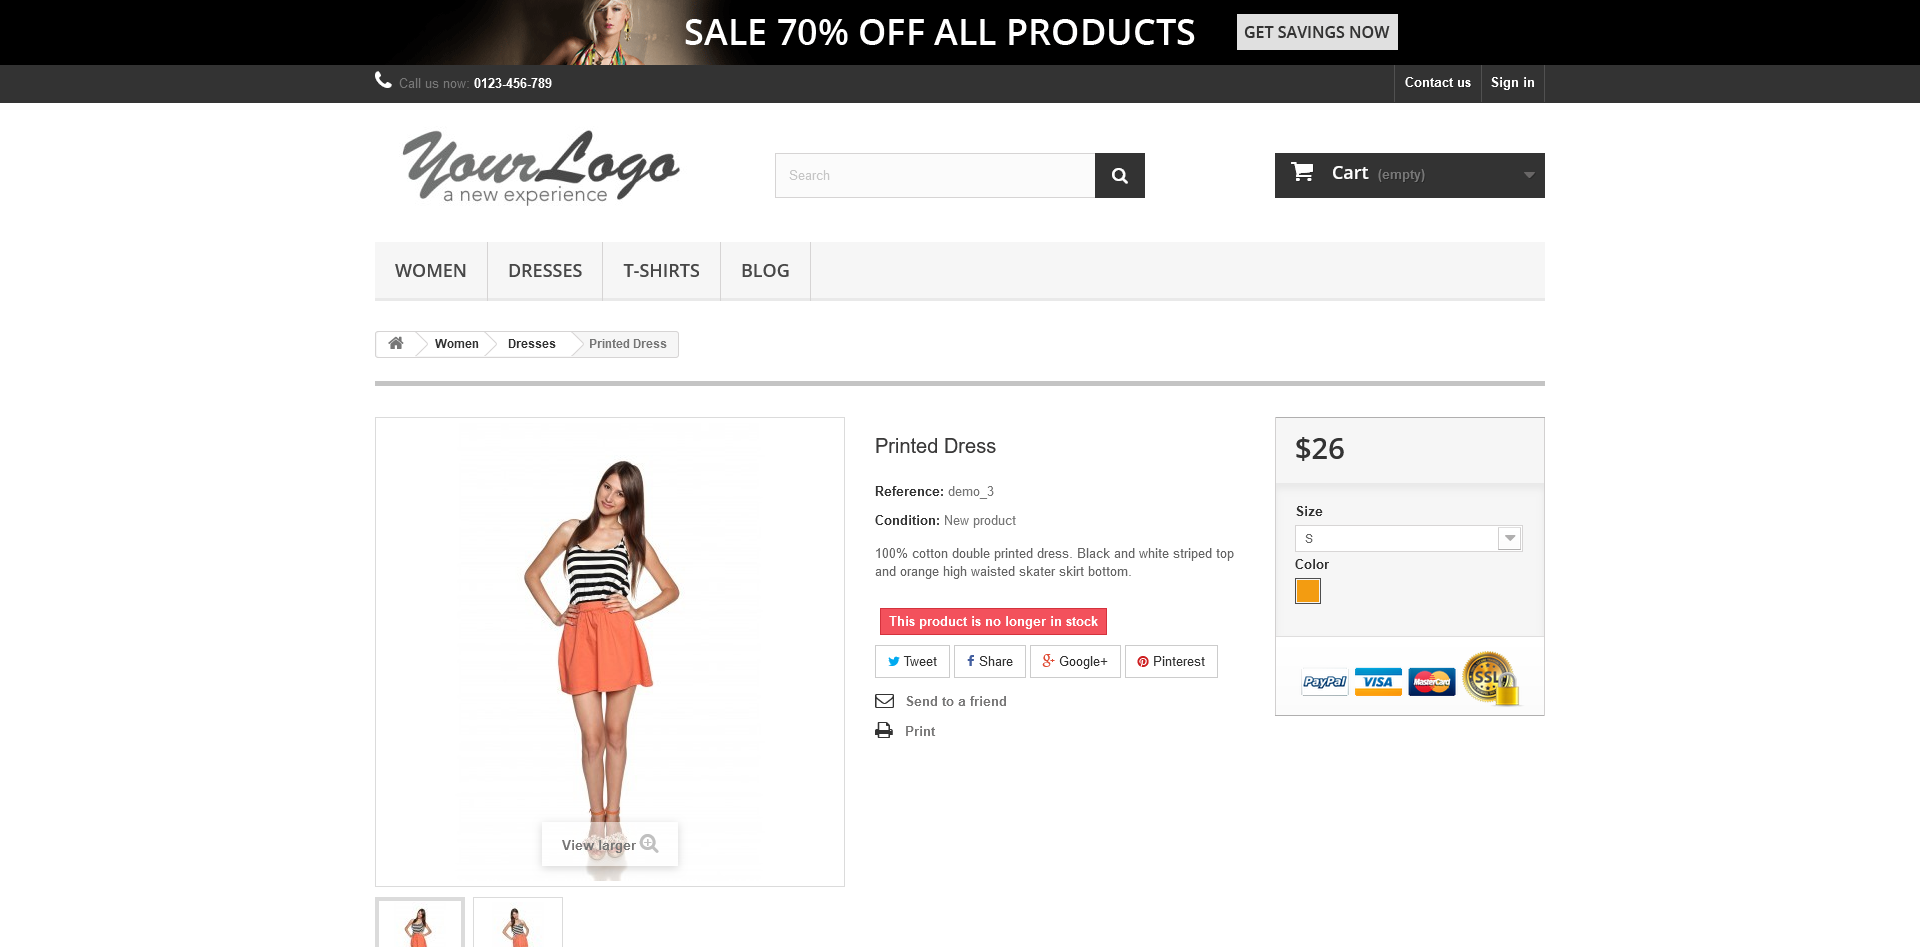 SALE 70% OFF ALL PRODUCTS
GET SAVINGS NOW
Call us now: 0123-456-789
Contact us
Sign in
YourLogo
a new experience
Search
Cart (empty)
WOMEN
DRESSES
T-SHIRTS
BLOG
Women
Dresses
Printed Dress
View larger
Printed Dress
Reference: demo_3
Condition: New product
100% cotton double printed dress. Black and white striped top
and orange high waisted skater skirt bottom.
This product is no longer in stock
Tweet
Share
Google+
Pinterest
Send to a friend
Print
$26
Size
S
Color
PayPal
VISA
MasterCard
SSL